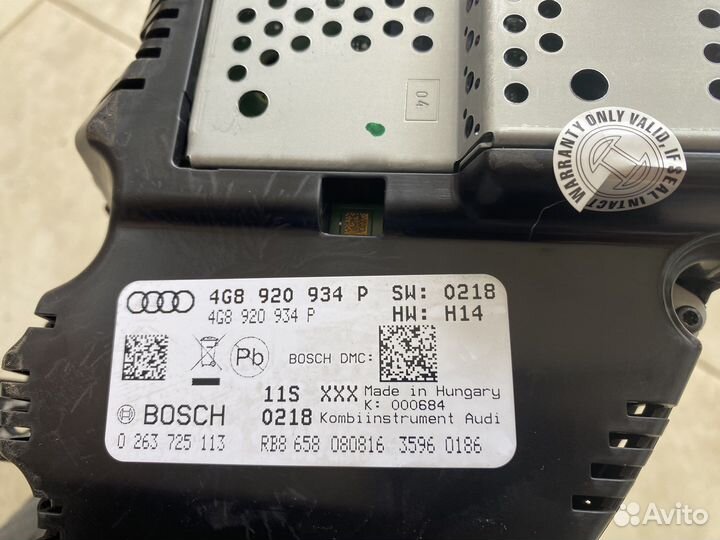 04
WARRANTY ONLY VALID, IF SEAL INTACT
4G8 920 934 P SW: 0218
4G8 920 934 P HW: H14
Pb
BOSCH DMC:
11S XXX Made in Hungary
K: 000684
BOSCH 0218 Kombiinstrument Audi
0 263 725 113 RB8 658 080816 3596 0186
Avito